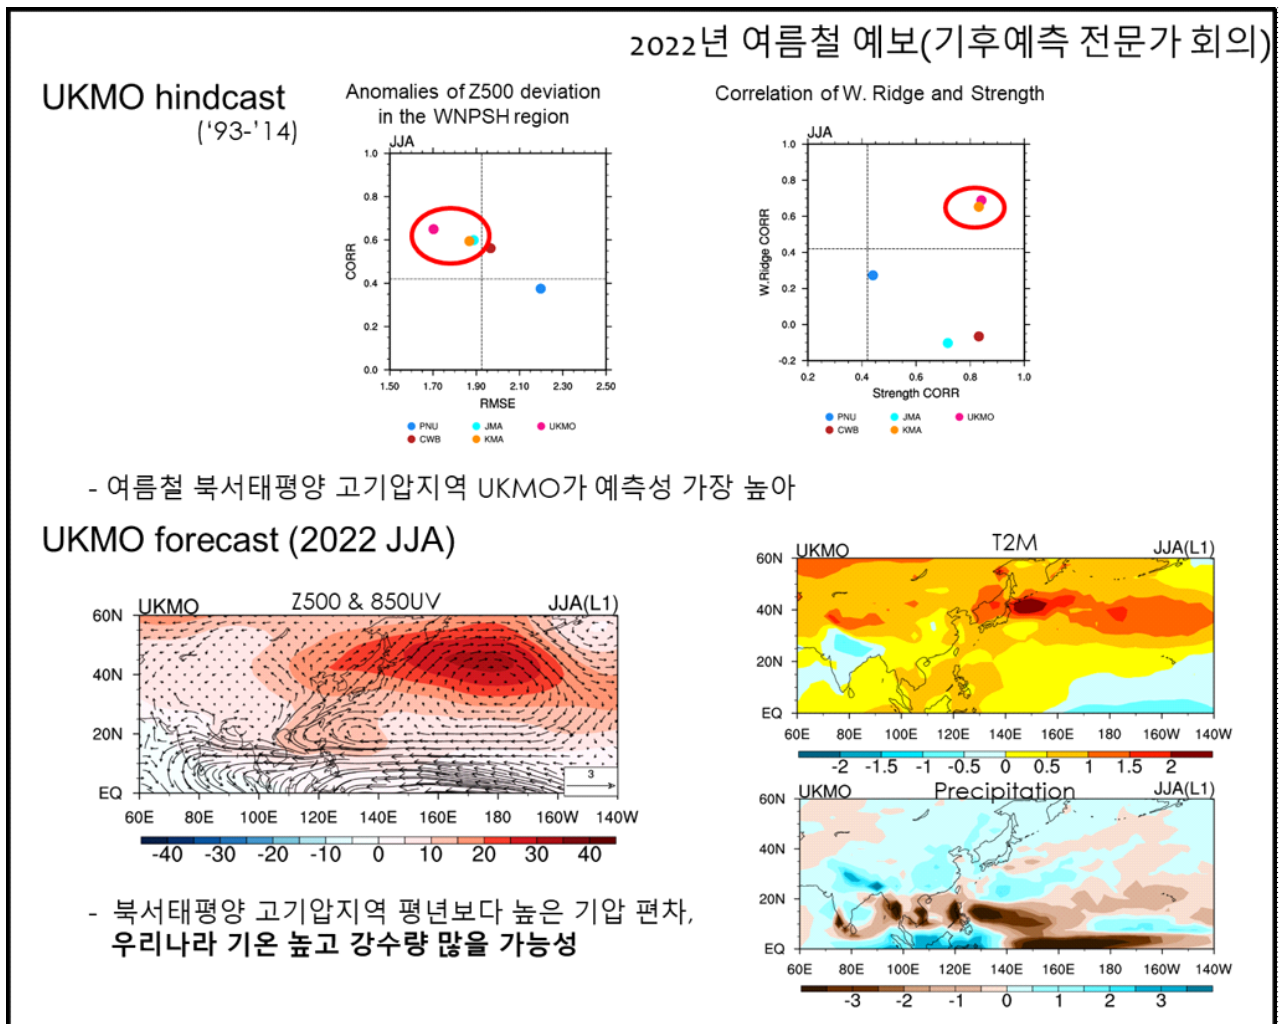 2022년 여름철 예보(기후예측 전문가 회의)
UKMO hindcast
('93-'14)
Anomalies of Z500 deviation
in the WNPSH region
JJA
1.0
0.8
0.6
0.4
0.2
0.0
CORR
1.50 1.70 1.90 2.10 2.30 2.50
RMSE
PNU JMA UKMO
CWB KMA
Correlation of W. Ridge and Strength
JJA
1.0
0.8
0.6
0.4
0.2
0.0
-0.2
W.Ridge CORR
0.2 0.4 0.6 0.8 1.0
Strength CORR
PNU JMA UKMO
CWB KMA
- 여름철 북서태평양 고기압지역 UKMO가 예측성 가장 높아
UKMO forecast (2022 JJA)
UKMO Z500 & 850UV JJA(L1)
60N
40N
20N
EQ
3
60E 80E 100E 120E 140E 160E 180 160W 140W
-40 -30 -20 -10 0 10 20 30 40
- 북서태평양 고기압지역 평년보다 높은 기압 편차,
우리나라 기온 높고 강수량 많을 가능성
UKMO T2M JJA(L1)
60N
40N
20N
EQ
60E 80E 100E 120E 140E 160E 180 160W 140W
-2 -1.5 -1 -0.5 0 0.5 1 1.5 2
UKMO Precipitation JJA(L1)
60N
40N
20N
EQ
60E 80E 100E 120E 140E 160E 180 160W 140W
-3 -2 -1 0 1 2 3